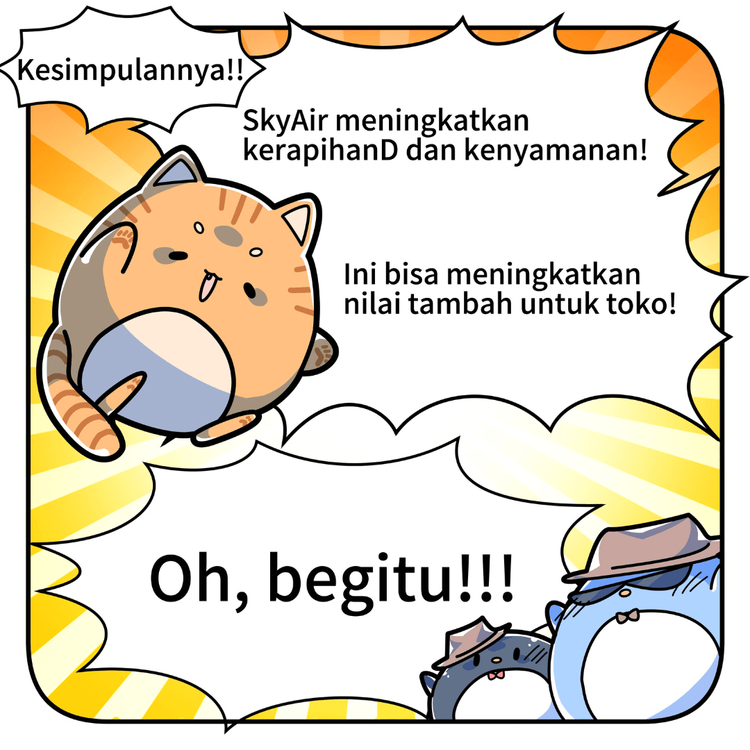 Kesimpulannya!!
SkyAir meningkatkan
kerapihanD dan kenyamanan!
Ini bisa meningkatkan
nilai tambah untuk toko!
Oh, begitu!!!